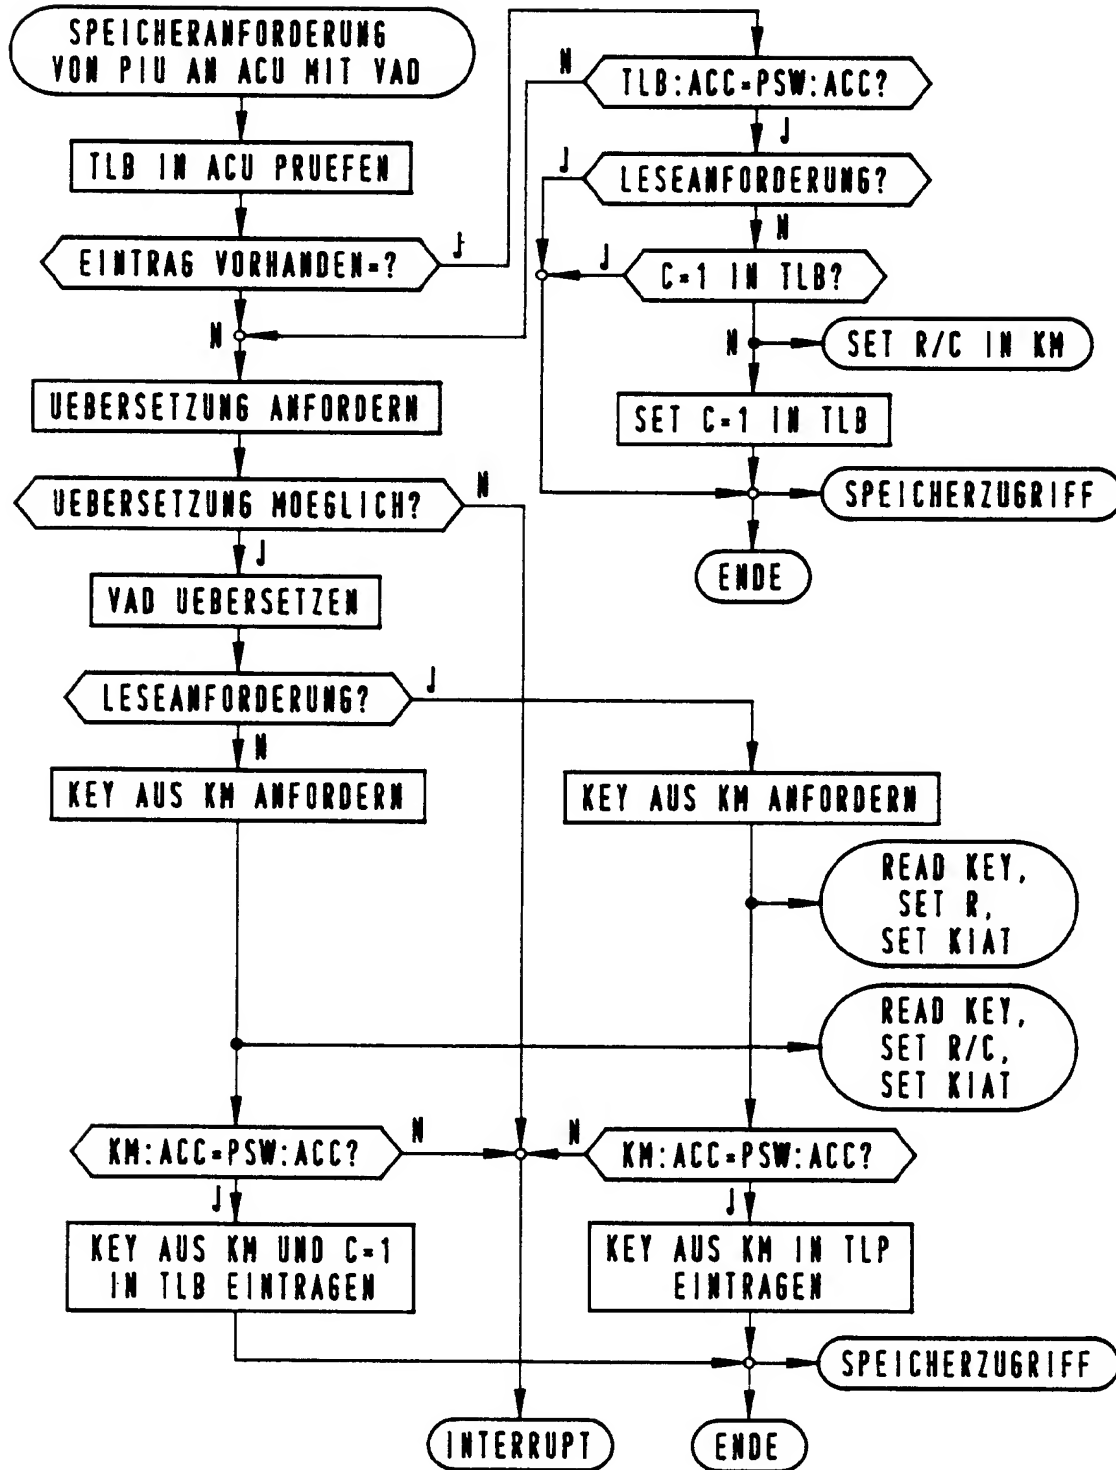 SPEICHERANFORDERUNG
VON PIU AN ACU MIT VAD
TLB IN ACU PRUEFEN
EINTRAG VORHANDEN=?
J
N
UEBERSETZUNG ANFORDERN
UEBERSETZUNG MOEGLICH?
N
J
VAD UEBERSETZEN
LESEANFORDERUNG?
J
N
KEY AUS KM ANFORDERN
KM:ACC=PSW:ACC?
N
J
KEY AUS KM UND C=1
IN TLB EINTRAGEN
N
TLB:ACC=PSW:ACC?
J
J
LESEANFORDERUNG?
N
J
C=1 IN TLB?
N
SET R/C IN KM
SET C=1 IN TLB
SPEICHERZUGRIFF
ENDE
KEY AUS KM ANFORDERN
READ KEY,
SET R,
SET KIAT
READ KEY,
SET R/C,
SET KIAT
N
KM:ACC=PSW:ACC?
J
KEY AUS KM IN TLP
EINTRAGEN
SPEICHERZUGRIFF
INTERRUPT
ENDE